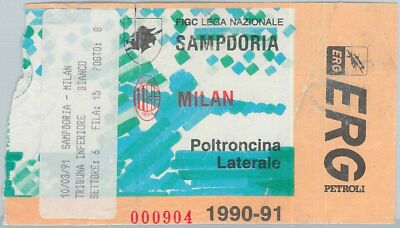 10/03/91 SAMPDORIA - MILAN
TRIBUNA INFERIORE BIANCO
SETTORE: 6 FILA: 15 POSTO: 8
FIGC LEGA NAZIONALE
SAMPDORIA
MILAN
Poltroncina
Laterale
000904 1990-91
ERG
ERG
PETROLI